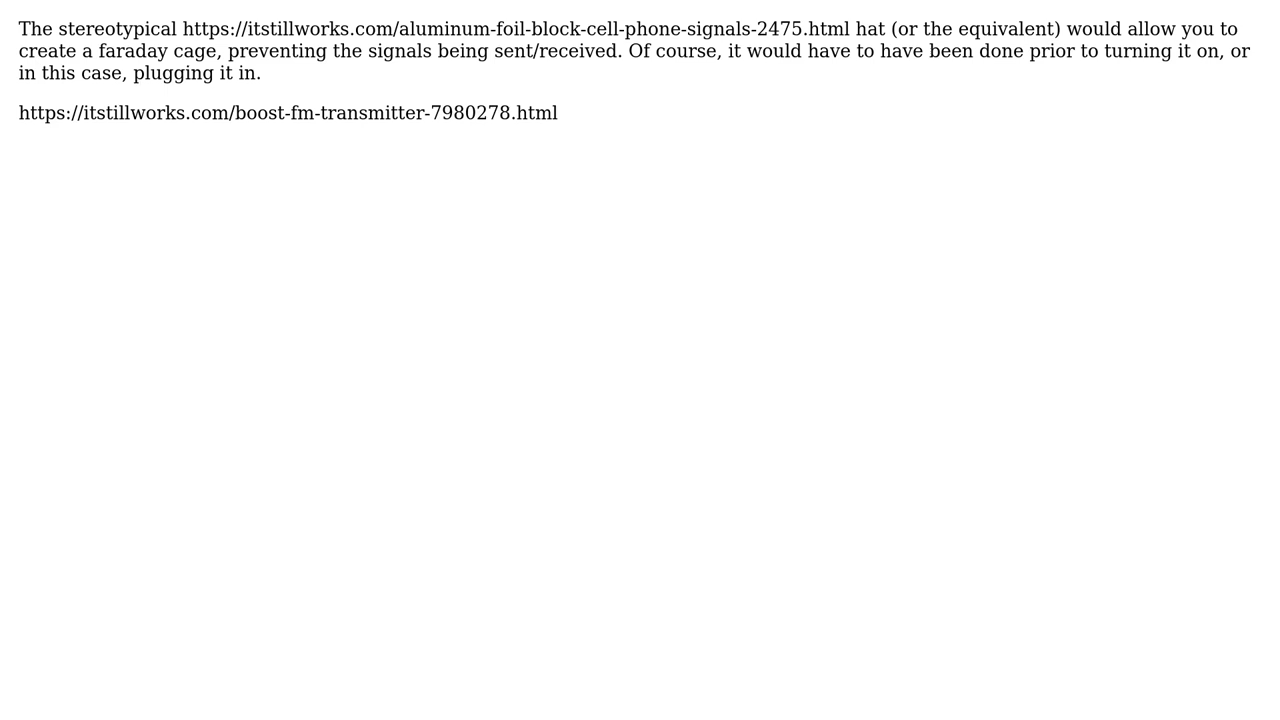 The stereotypical https://itstillworks.com/aluminum-foil-block-cell-phone-signals-2475.html hat (or the equivalent) would allow you to
create a faraday cage, preventing the signals being sent/received. Of course, it would have to have been done prior to turning it on, or
in this case, plugging it in.
https://itstillworks.com/boost-fm-transmitter-7980278.html